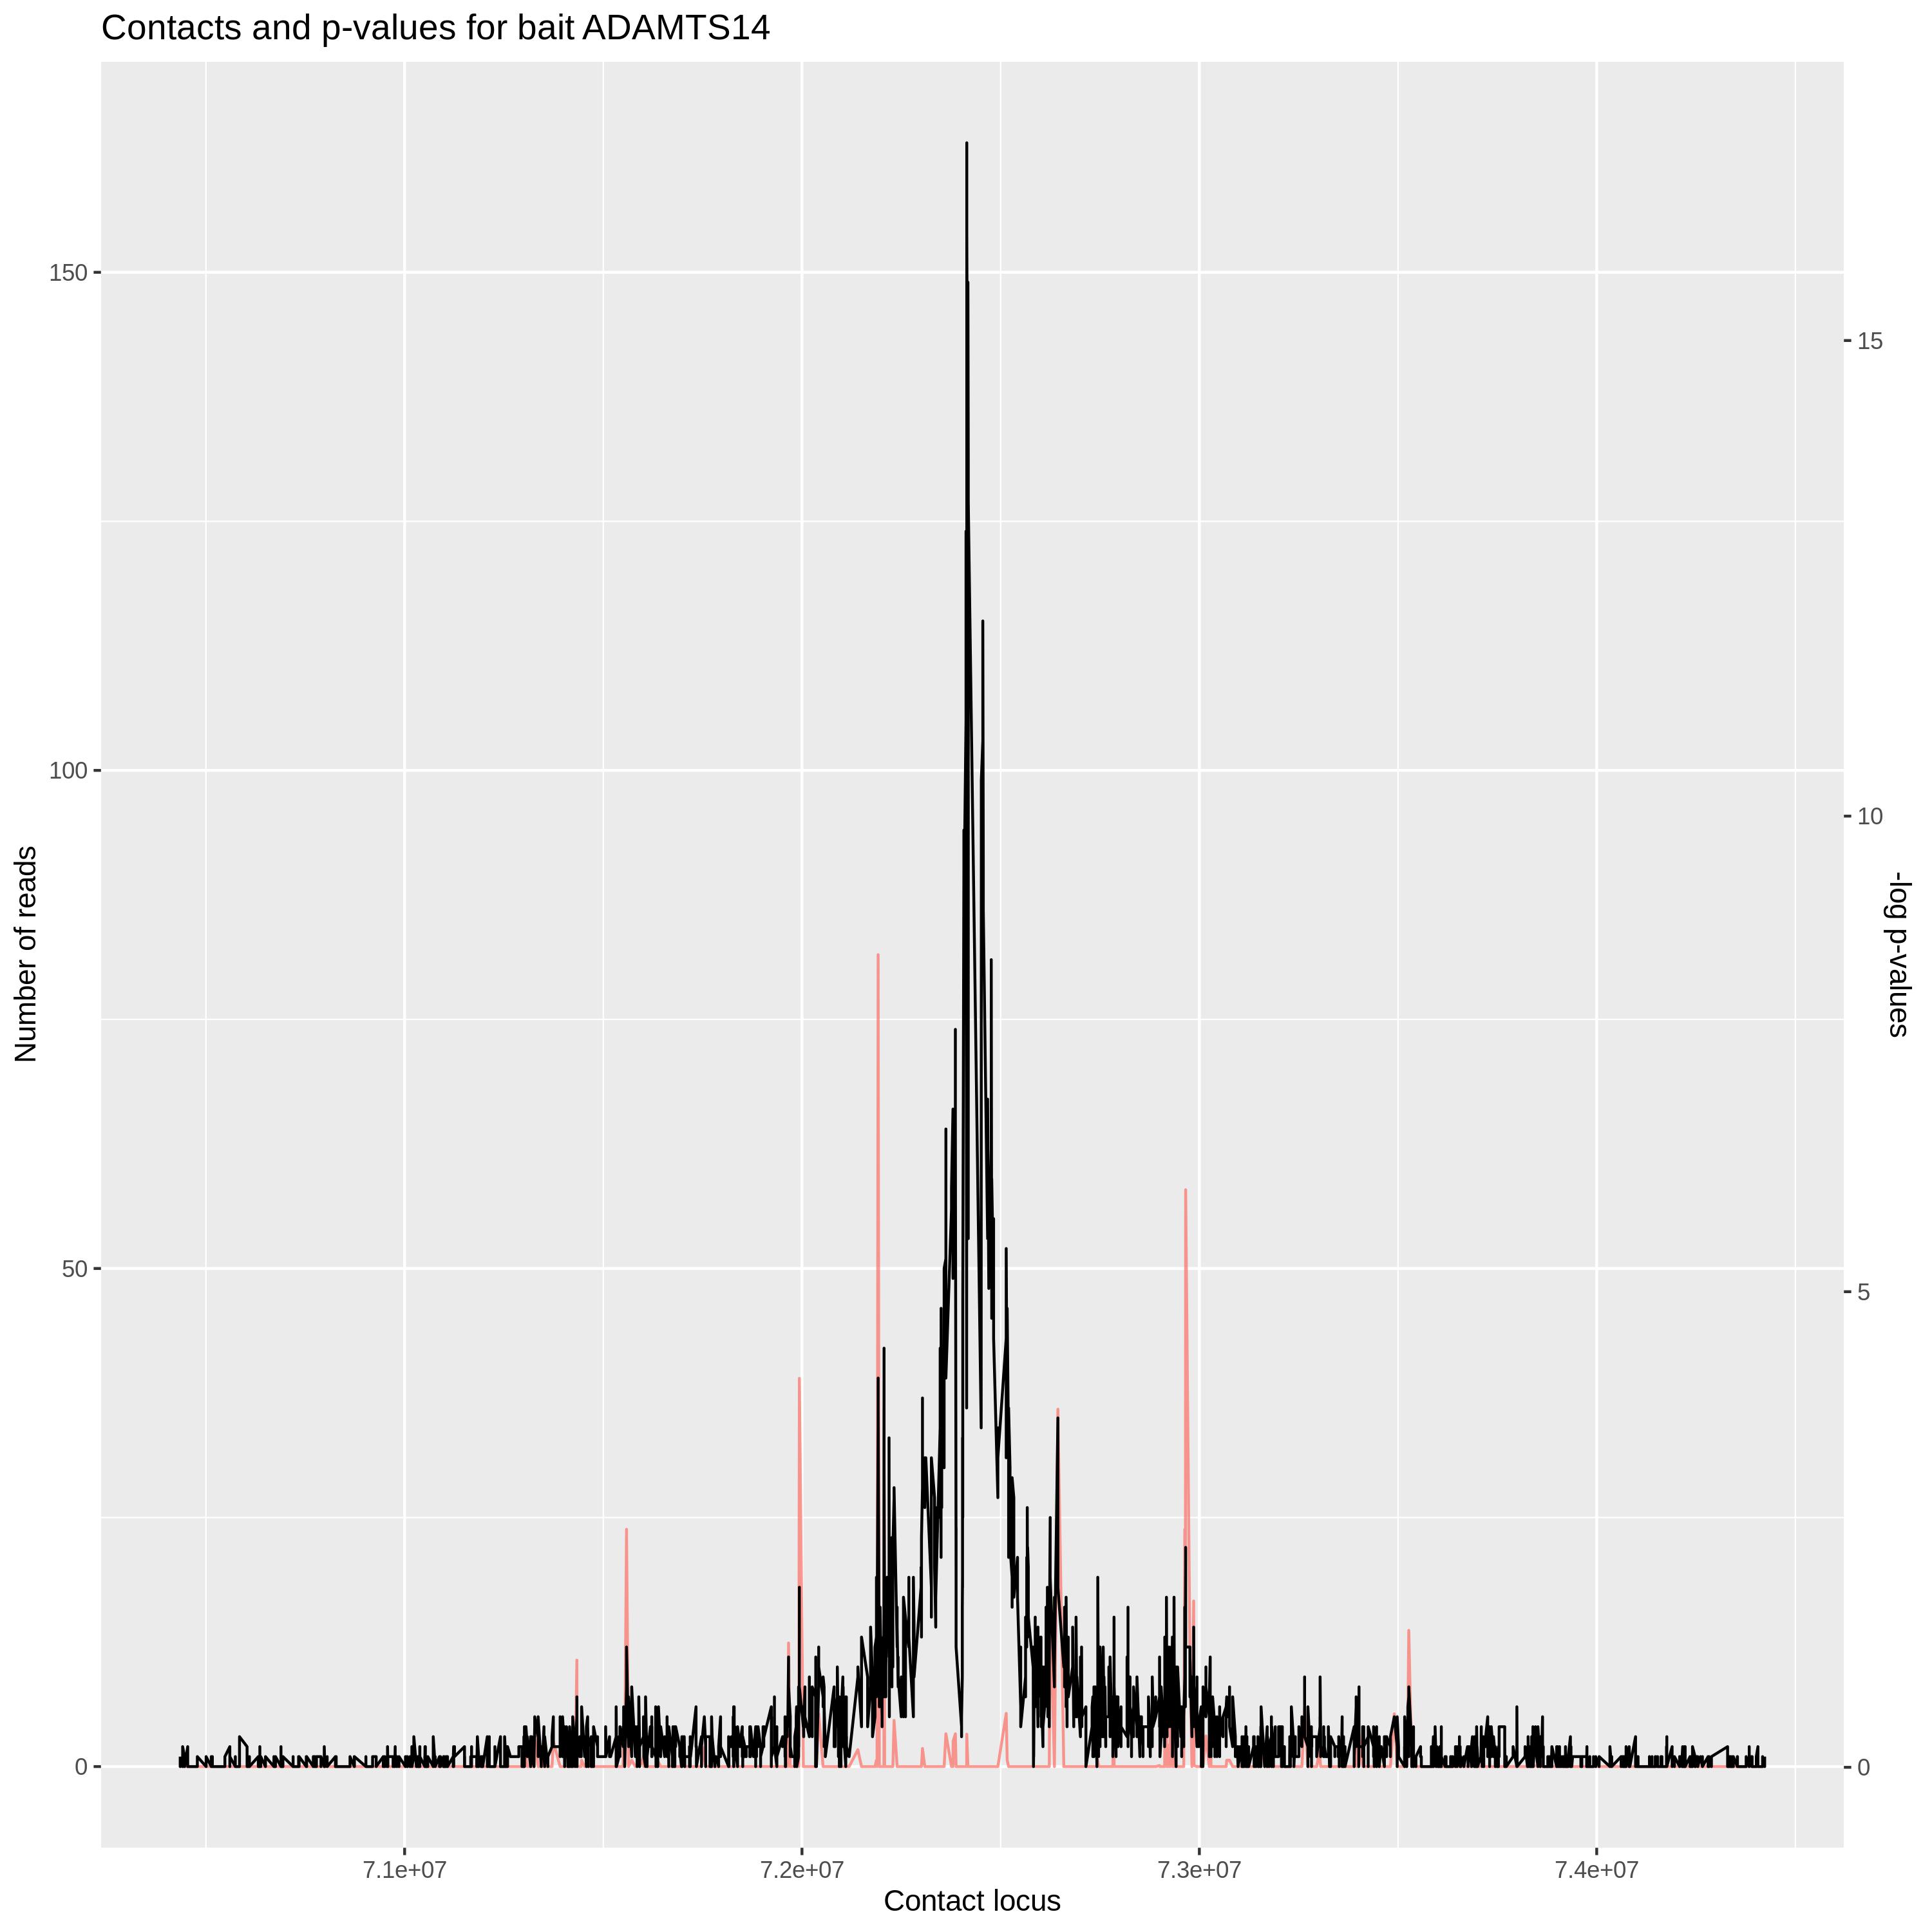 Contacts and p-values for bait ADAMTS14
150
100
50
0
Number of reads
15
10
5
0
-log p-values
7.1e+07
7.2e+07
7.3e+07
7.4e+07
Contact locus